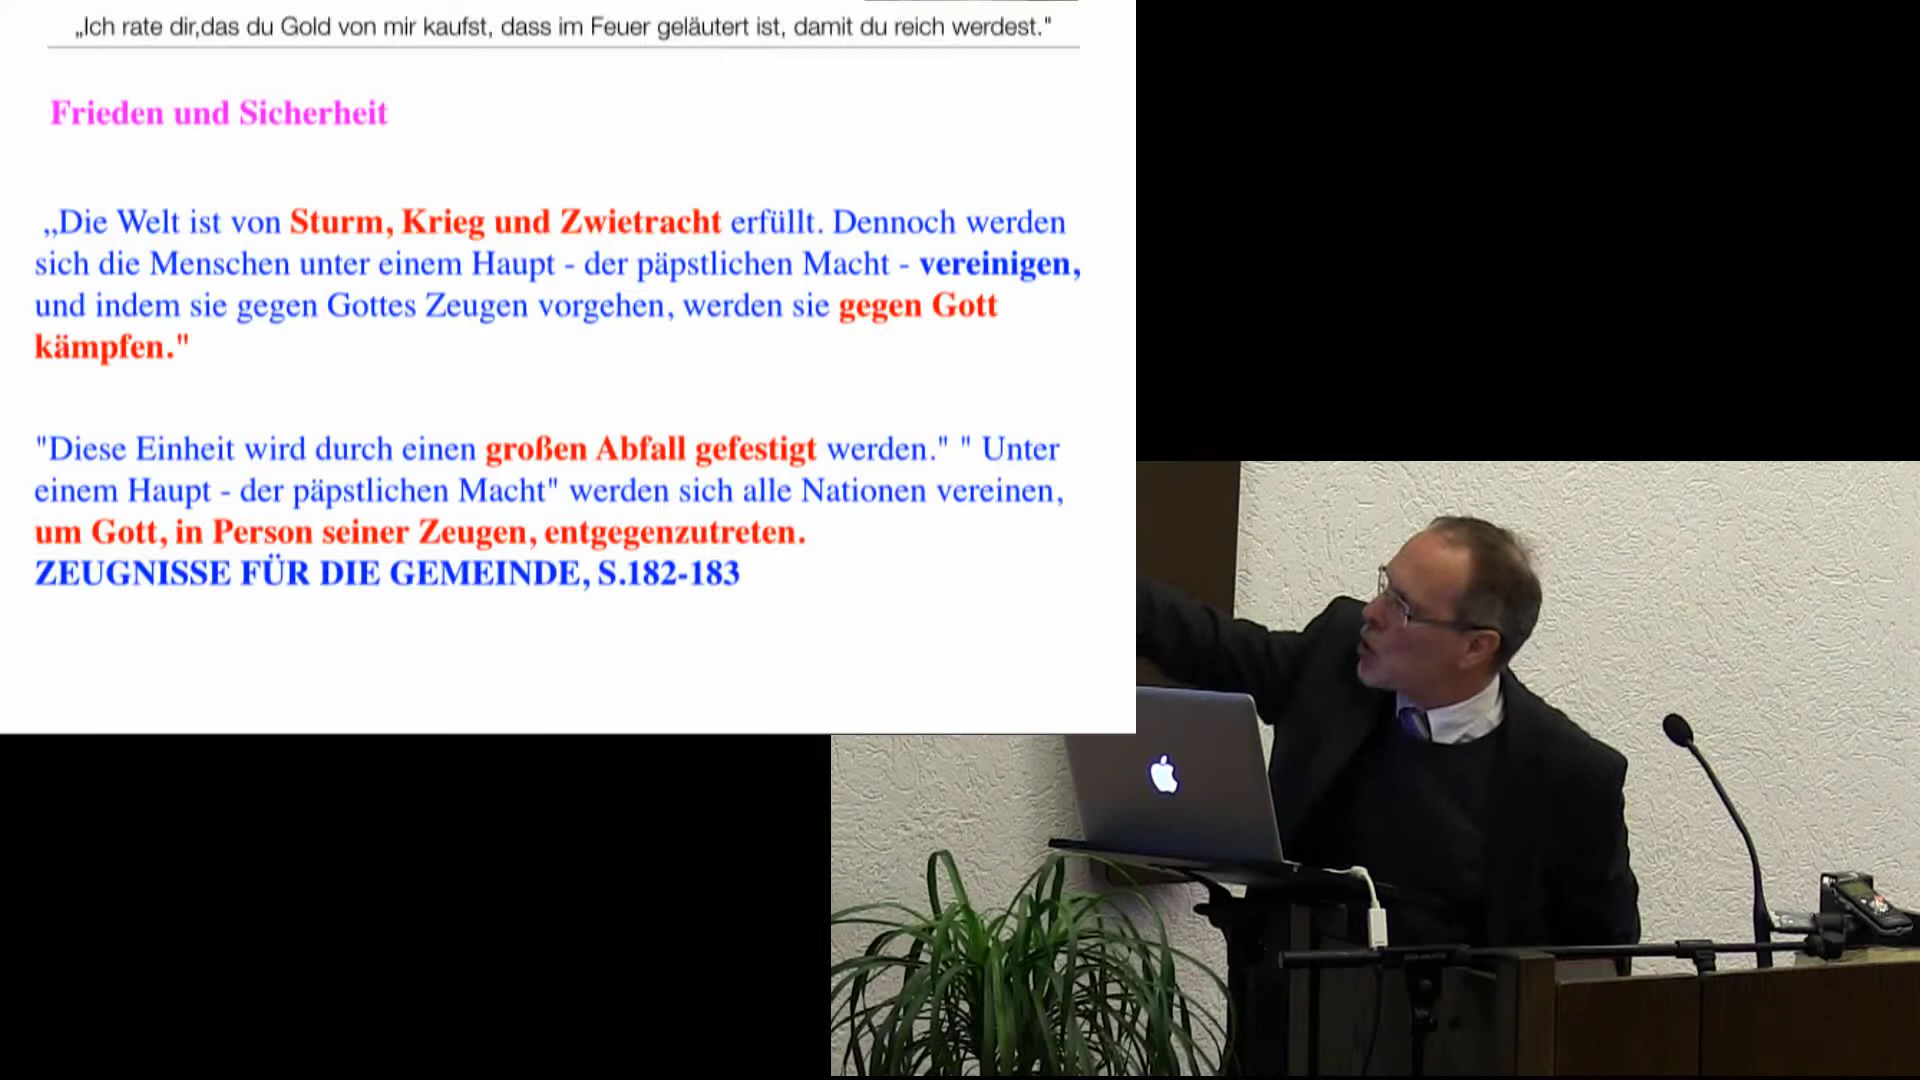 „Ich rate dir,das du Gold von mir kaufst, dass im Feuer geläutert ist, damit du reich werdest."
Frieden und Sicherheit
„Die Welt ist von Sturm, Krieg und Zwietracht erfüllt. Dennoch werden
sich die Menschen unter einem Haupt - der päpstlichen Macht - vereinigen,
und indem sie gegen Gottes Zeugen vorgehen, werden sie gegen Gott
kämpfen."
"Diese Einheit wird durch einen großen Abfall gefestigt werden." " Unter
einem Haupt - der päpstlichen Macht" werden sich alle Nationen vereinen,
um Gott, in Person seiner Zeugen, entgegenzutreten.
ZEUGNISSE FÜR DIE GEMEINDE, S.182-183